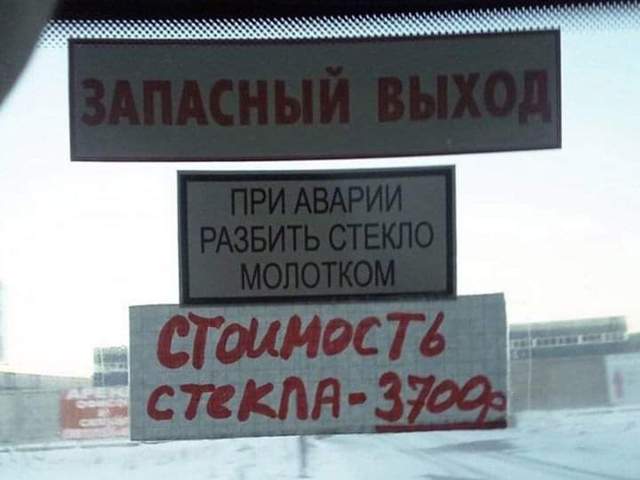 ЗАПАСНЫЙ ВЫХОД
ПРИ АВАРИИ
РАЗБИТЬ СТЕКЛО
МОЛОТКОМ
СТОИМОСТЬ
СТЕКЛА-3700р